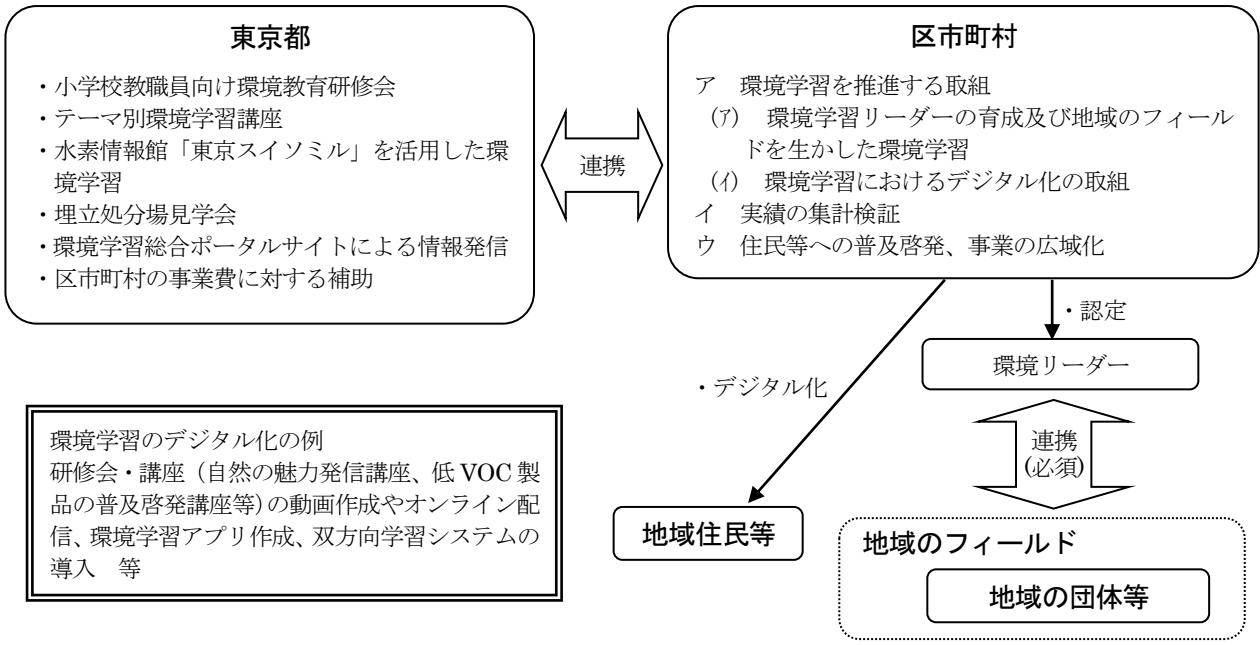 東京都
・小学校教職員向け環境教育研修会
・テーマ別環境学習講座
・水素情報館「東京スイソミル」を活用した環
境学習
・埋立処分場見学会
・環境学習総合ポータルサイトによる情報発信
・区市町村の事業費に対する補助
連携
区市町村
ア　環境学習を推進する取組
(ｱ)　環境学習リーダーの育成及び地域のフィール
ドを生かした環境学習
(ｲ)　環境学習におけるデジタル化の取組
イ　実績の集計検証
ウ　住民等への普及啓発、事業の広域化
・認定
環境リーダー
・デジタル化
連携
(必須)
地域住民等
地域のフィールド
地域の団体等
環境学習のデジタル化の例
研修会・講座（自然の魅力発信講座、低 VOC 製
品の普及啓発講座等）の動画作成やオンライン配
信、環境学習アプリ作成、双方向学習システムの
導入　等